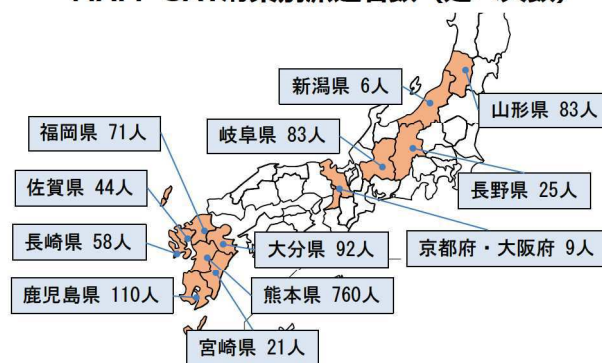 新潟県 6人
山形県 83人
福岡県 71人
岐阜県 83人
佐賀県 44人
長野県 25人
長崎県 58人
大分県 92人
京都府・大阪府 9人
鹿児島県 110人
熊本県 760人
宮崎県 21人